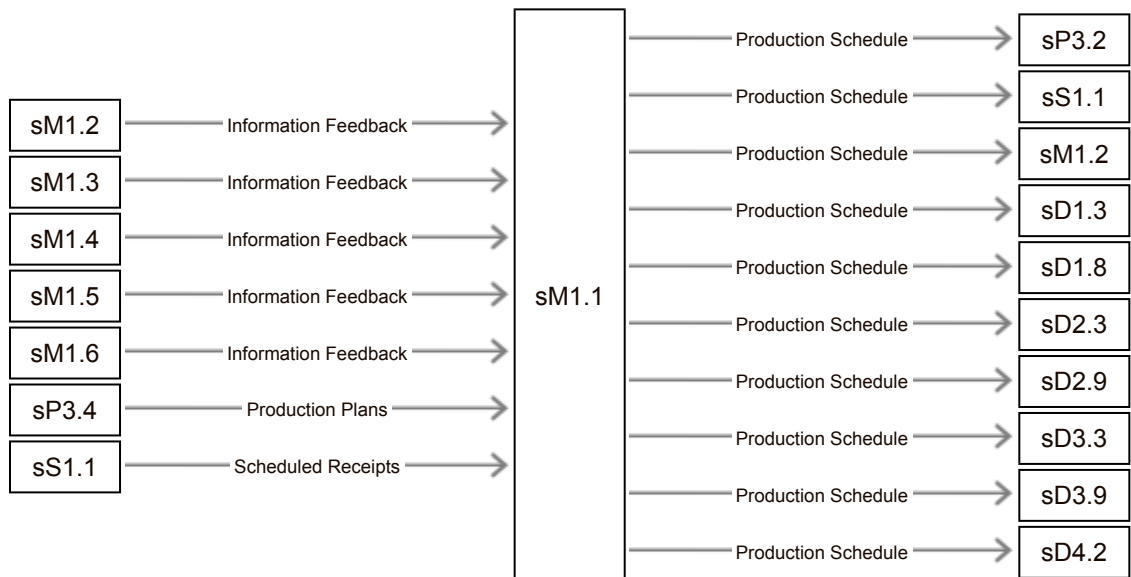 sM1.2
Information Feedback
sM1.3
Information Feedback
sM1.4
Information Feedback
sM1.5
Information Feedback
sM1.6
Information Feedback
sP3.4
Production Plans
sS1.1
Scheduled Receipts
sM1.1
Production Schedule
sP3.2
Production Schedule
sS1.1
Production Schedule
sM1.2
Production Schedule
sD1.3
Production Schedule
sD1.8
Production Schedule
sD2.3
Production Schedule
sD2.9
Production Schedule
sD3.3
Production Schedule
sD3.9
Production Schedule
sD4.2